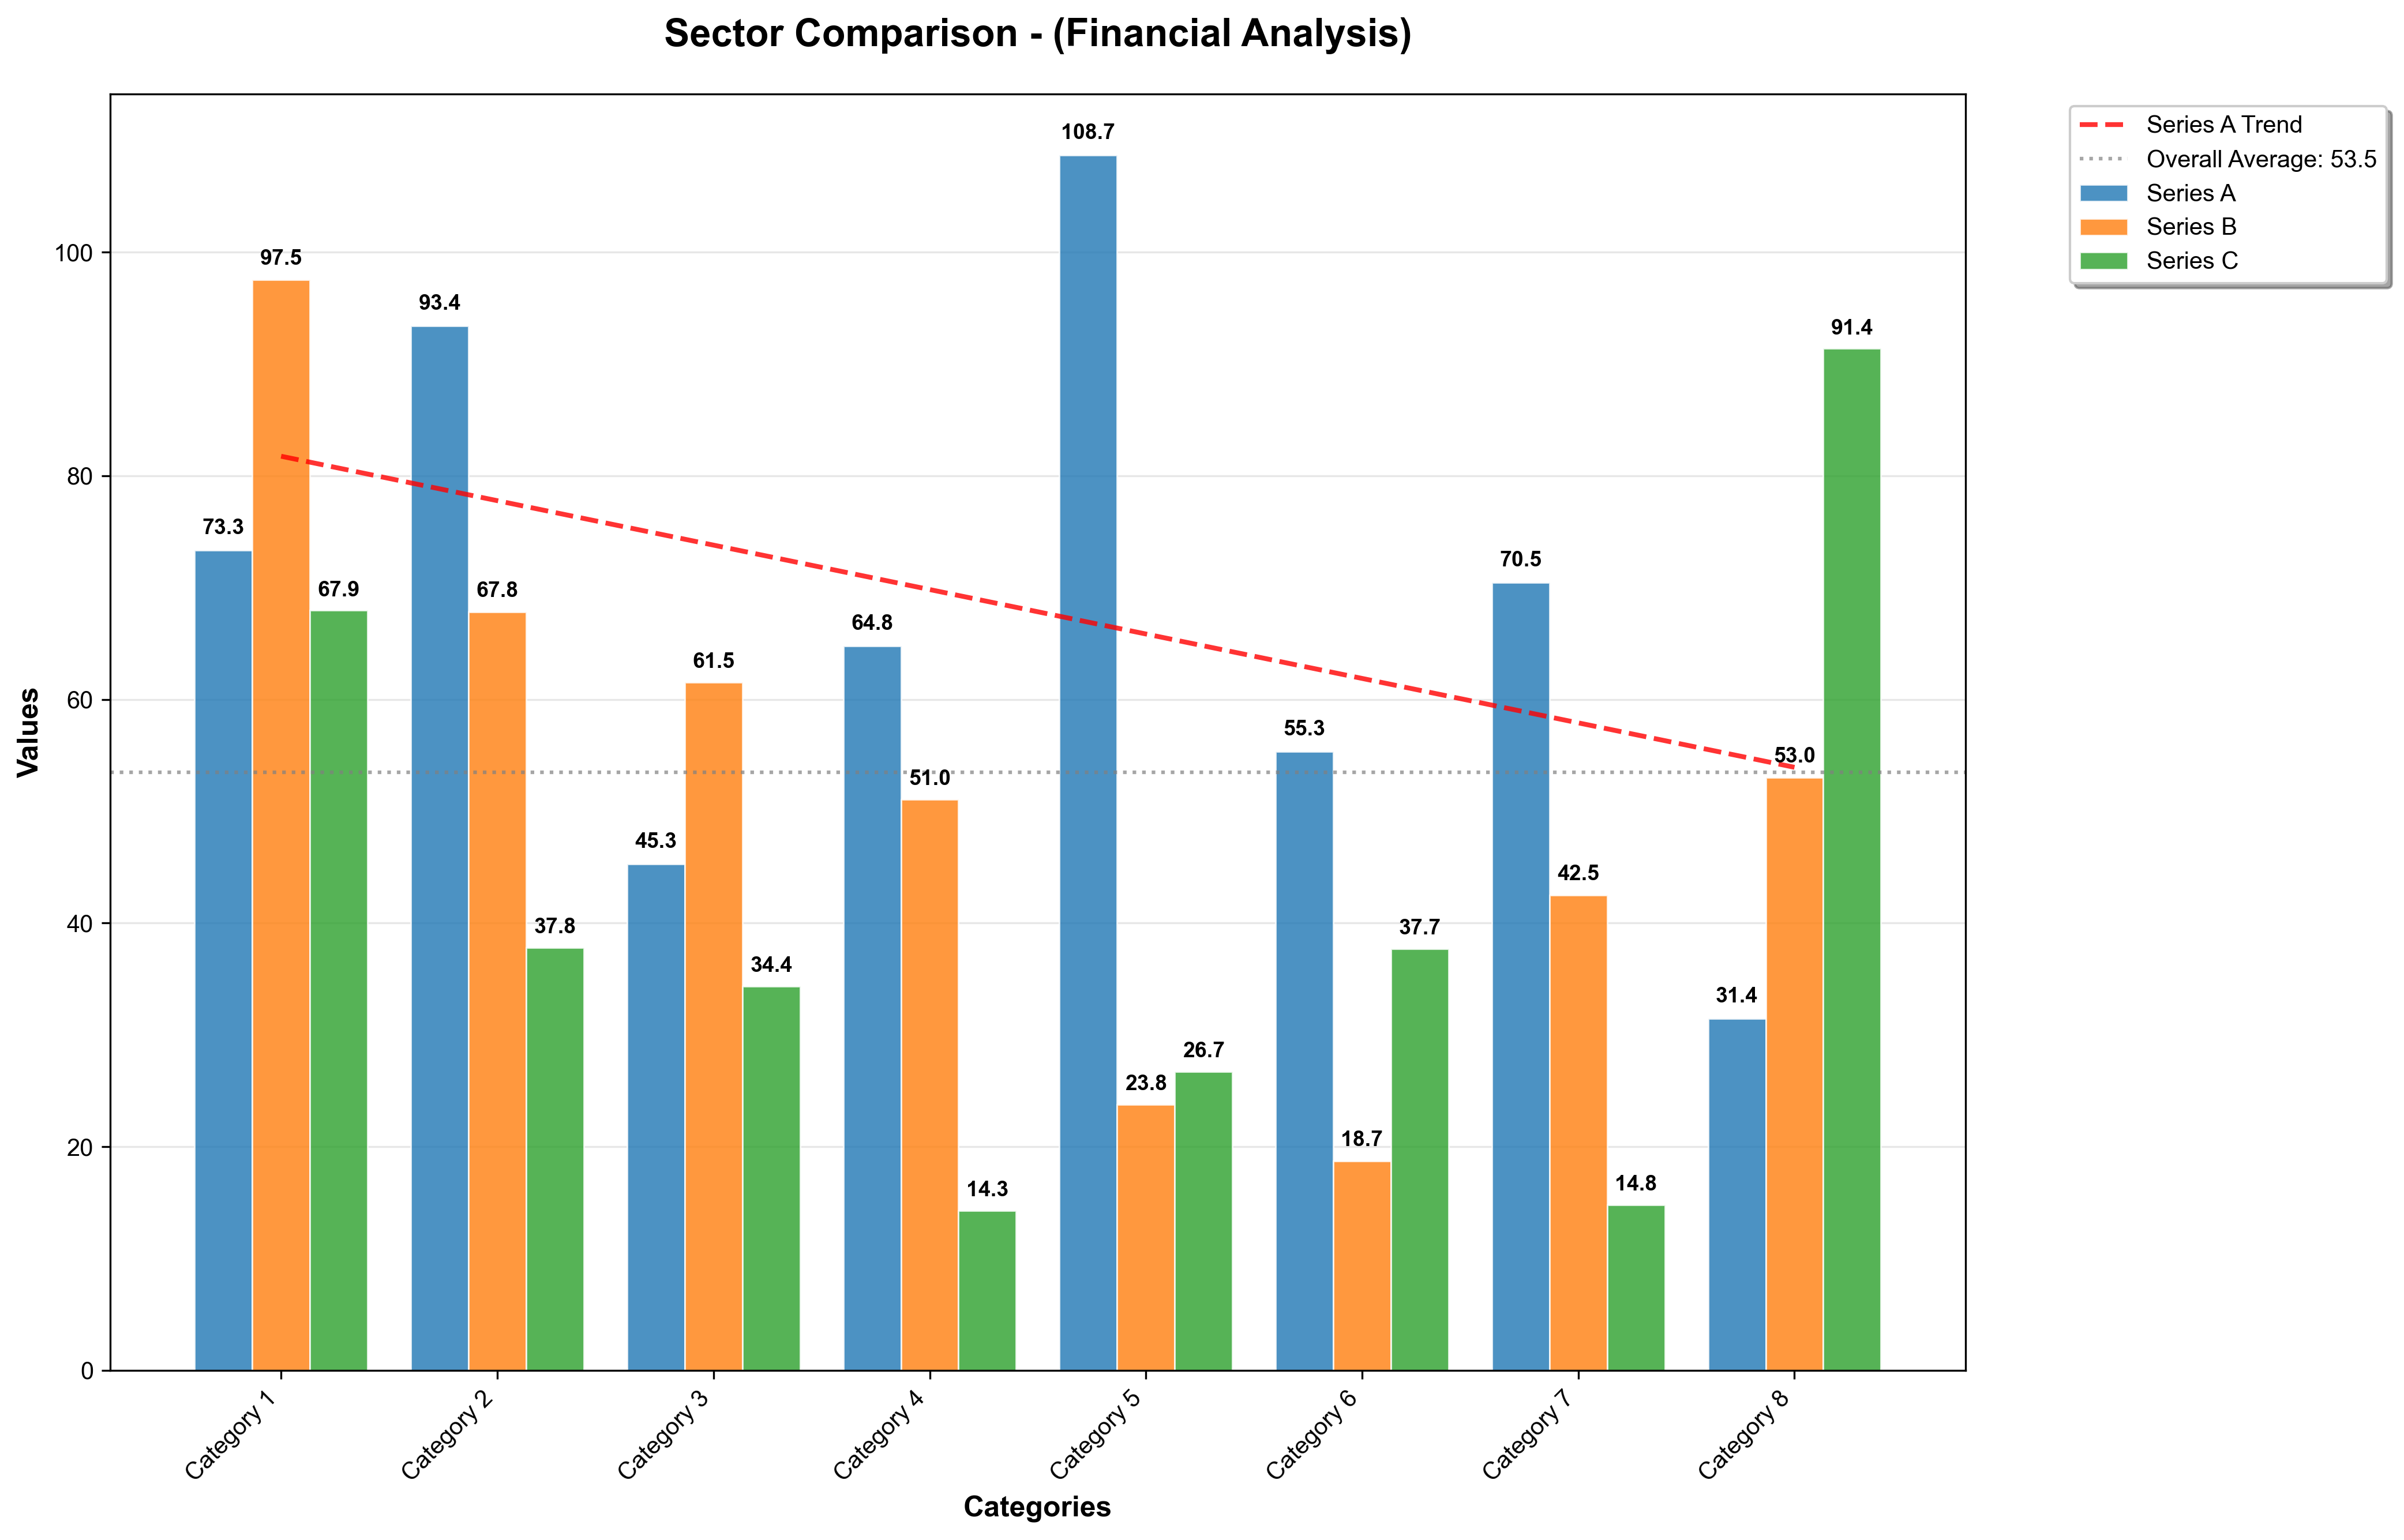 Sector Comparison - (Financial Analysis)
Series A Trend
Overall Average: 53.5
Series A
Series B
Series C
Values
100
80
60
40
20
0
73.3
97.5
67.9
93.4
67.8
37.8
45.3
61.5
34.4
64.8
51.0
14.3
108.7
23.8
26.7
55.3
18.7
37.7
70.5
42.5
14.8
31.4
53.0
91.4
Category 1
Category 2
Category 3
Category 4
Category 5
Category 6
Category 7
Category 8
Categories